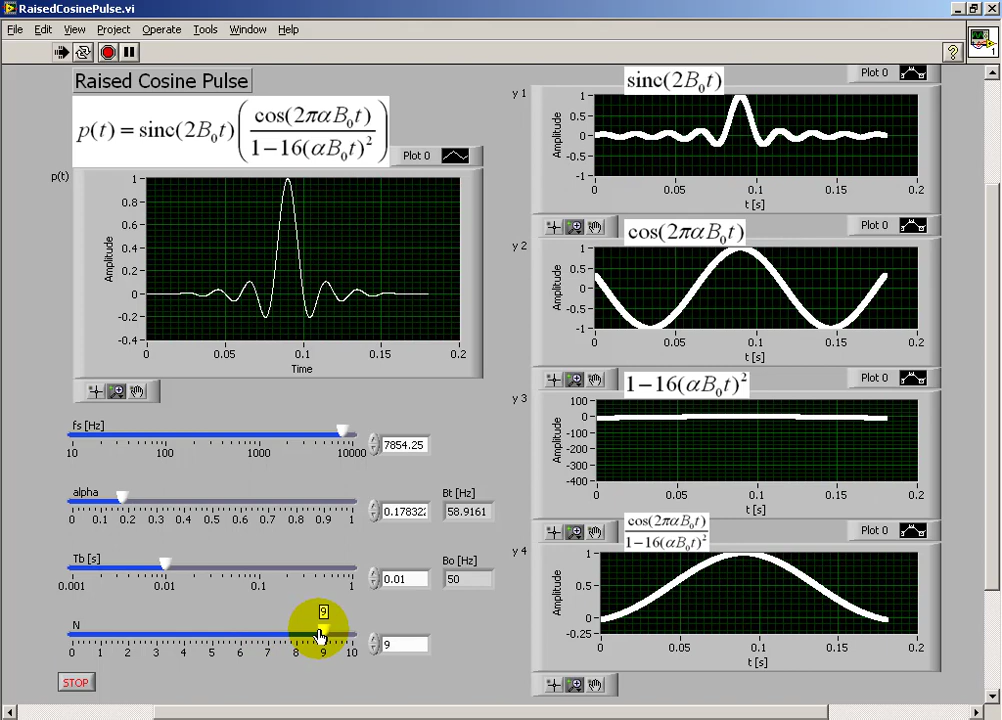 RaisedCosinePulse.vi
File Edit View Project Operate Tools Window Help
1
Raised Cosine Pulse
p(t) = sinc(2B₀t)(cos(2παB₀t) / 1−16(αB₀t)²)
Plot 0
p(t)
Amplitude
1
0.8
0.6
0.4
0.2
0
-0.2
-0.4
0 0.05 0.1 0.15 0.2
Time
fs [Hz]
10 100 1000 10000
7854.25
alpha
0 0.1 0.2 0.3 0.4 0.5 0.6 0.7 0.8 0.9 1
0.178322
Bt [Hz]
58.9161
Tb [s]
0.001 0.01 0.1 1
0.01
Bo [Hz]
50
N
9
0 1 2 3 4 5 6 7 8 9 10
9
STOP
y 1
sinc(2B₀t)
Plot 0
Amplitude
1
0.5
0
-0.5
-1
0 0.05 0.1 0.15 0.2
t [s]
y 2
cos(2παB₀t)
Plot 0
Amplitude
1
0.5
0
-0.5
-1
0 0.05 0.1 0.15 0.2
t [s]
y 3
1−16(αB₀t)²
Plot 0
Amplitude
100
0
-100
-200
-300
-400
0 0.05 0.1 0.15 0.2
t [s]
y 4
cos(2παB₀t)
1−16(αB₀t)²
Plot 0
Amplitude
1
0.5
0
-0.25
0 0.05 0.1 0.15 0.2
t [s]